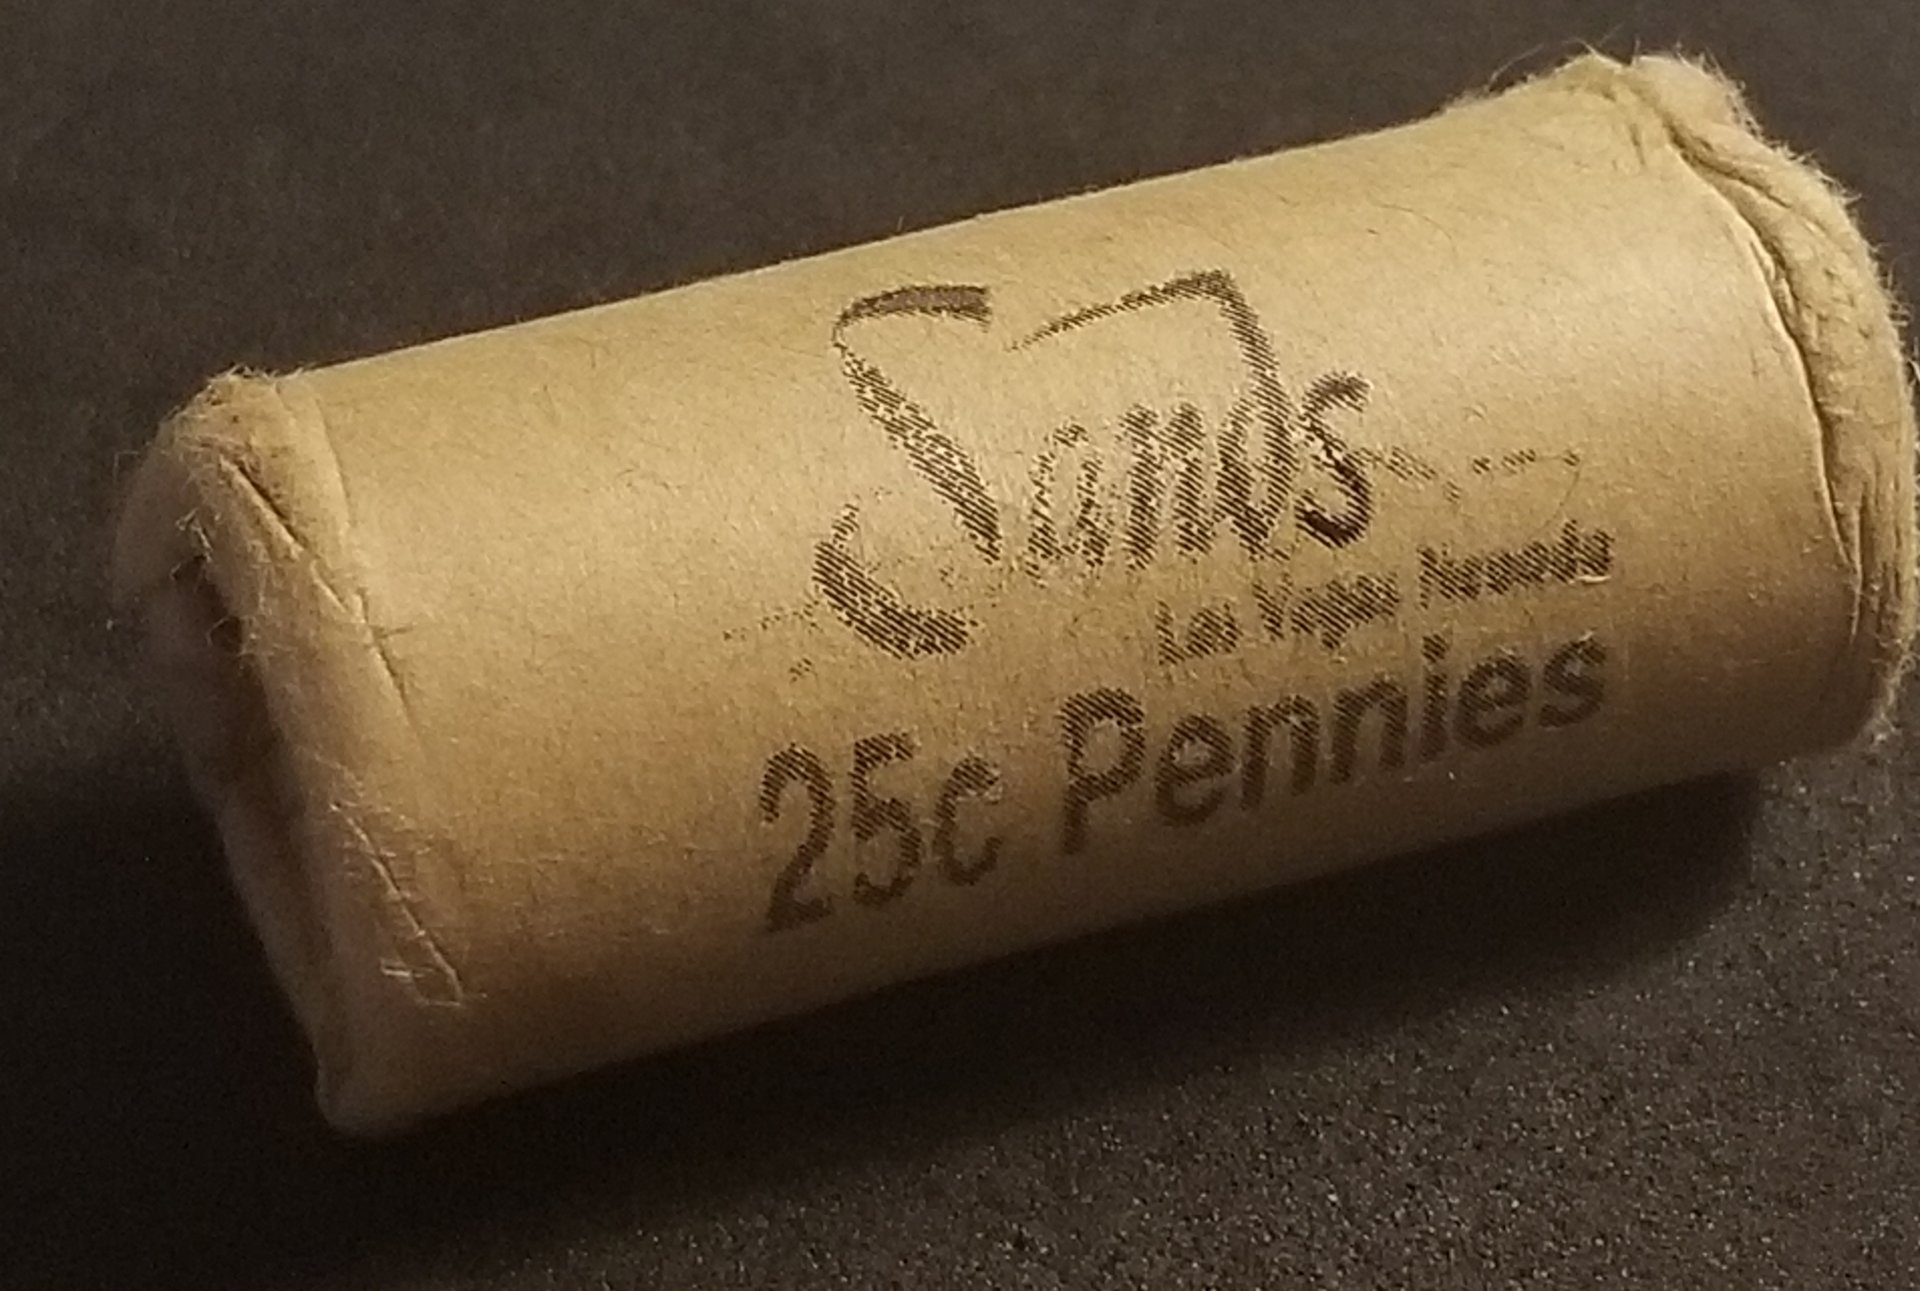 Sands
Las Vegas Nevada
25c Pennies